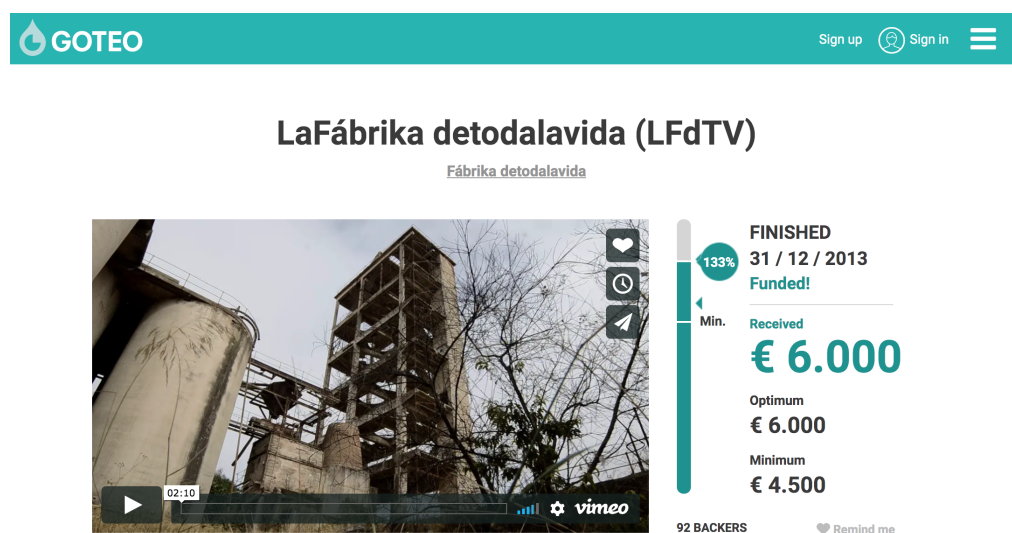 GOTEO
Sign up
Sign in
LaFábrika detodalavida (LFdTV)
Fábrika detodalavida
FINISHED
133%
31 / 12 / 2013
Funded!
Min.
Received
€ 6.000
Optimum
€ 6.000
Minimum
€ 4.500
02:10
vimeo
92 BACKERS
Remind me